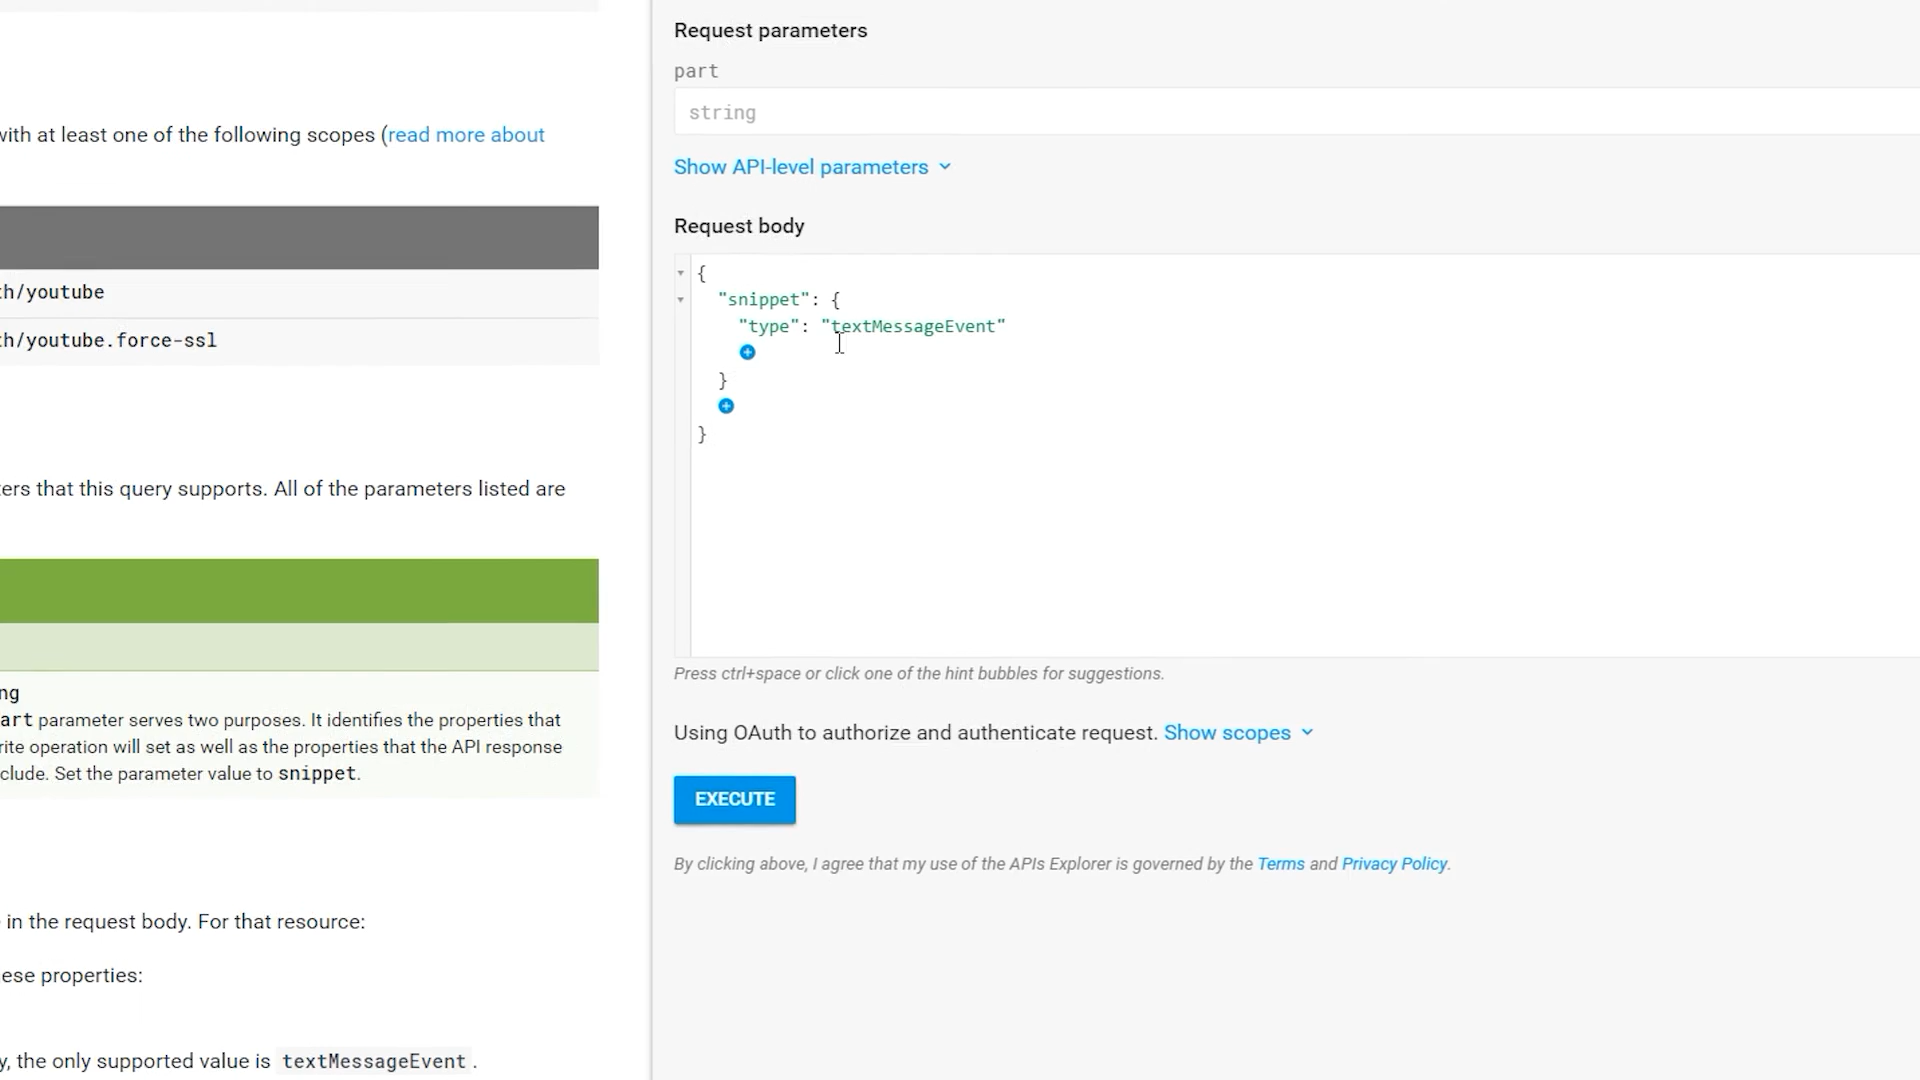 with at least one of the following scopes (read more about
th/youtube
th/youtube.force-ssl
ters that this query supports. All of the parameters listed are
ng
art parameter serves two purposes. It identifies the properties that
rite operation will set as well as the properties that the API response
clude. Set the parameter value to snippet.
in the request body. For that resource:
ese properties:
y, the only supported value is textMessageEvent.
Request parameters
part
string
Show API-level parameters
Request body
{
"snippet": {
"type": "textMessageEvent"
}
}
Press ctrl+space or click one of the hint bubbles for suggestions.
Using OAuth to authorize and authenticate request. Show scopes
EXECUTE
By clicking above, I agree that my use of the APIs Explorer is governed by the Terms and Privacy Policy.